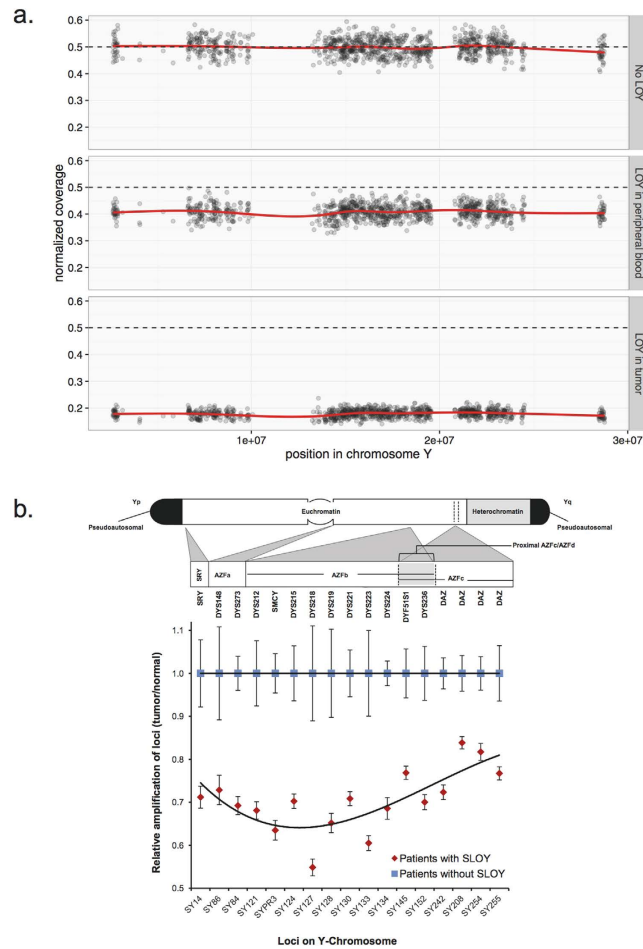 a.
normalized coverage
0.6
0.5
0.4
0.3
0.2
No LOY
0.6
0.5
0.4
0.3
0.2
LOY in peripheral blood
0.6
0.5
0.4
0.3
0.2
LOY in tumor
1e+07
2e+07
3e+07
position in chromosome Y
b.
Yp
Yq
Euchromatin
Heterochromatin
Pseudoautosomal
Pseudoautosomal
Proximal AZFc/AZFd
SRY
AZFa
AZFb
AZFc
SRY
DYS148
DYS273
DYS212
SMCY
DYS215
DYS218
DYS219
DYS221
DYS223
DYS224
DYF51S1
DYS236
DAZ
DAZ
DAZ
DAZ
Relative amplification of loci (tumor/normal)
1.1
1.0
0.9
0.8
0.7
0.6
0.5
Patients with SLOY
Patients without SLOY
SY14
SY86
SY84
SY121
SYPR3
SY124
SY127
SY128
SY130
SY133
SY134
SY145
SY152
SY242
SY208
SY254
SY255
Loci on Y-Chromosome